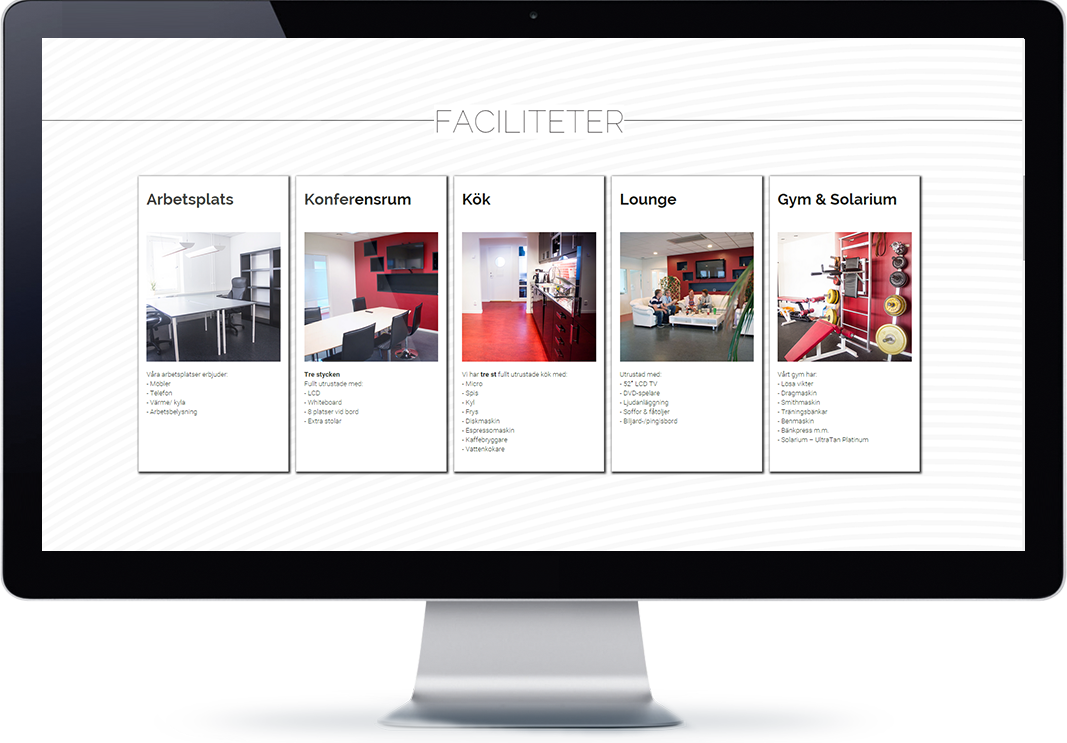 FACILITETER
Arbetsplats
Våra arbetsplatser erbjuder:
- Möbler
- Telefon
- Värme/ kyla
- Arbetsbelysning
Konferensrum
Tre stycken
Fullt utrustade med:
- LCD
- Whiteboard
- 8 platser vid bord
- Extra stolar
Kök
Vi har tre st fullt utrustade kök med:
- Micro
- Spis
- Kyl
- Frys
- Diskmaskin
- Espressomaskin
- Kaffebryggare
- Vattenkokare
Lounge
Utrustad med:
- 52" LCD TV
- DVD-spelare
- Ljudanläggning
- Soffor & fåtöljer
- Biljard-/pingisbord
Gym & Solarium
Vårt gym har:
- Lösa vikter
- Dragmaskin
- Smithmaskin
- Träningsbänkar
- Benmaskin
- Bänkpress m.m.
- Solarium – UltraTan Platinum